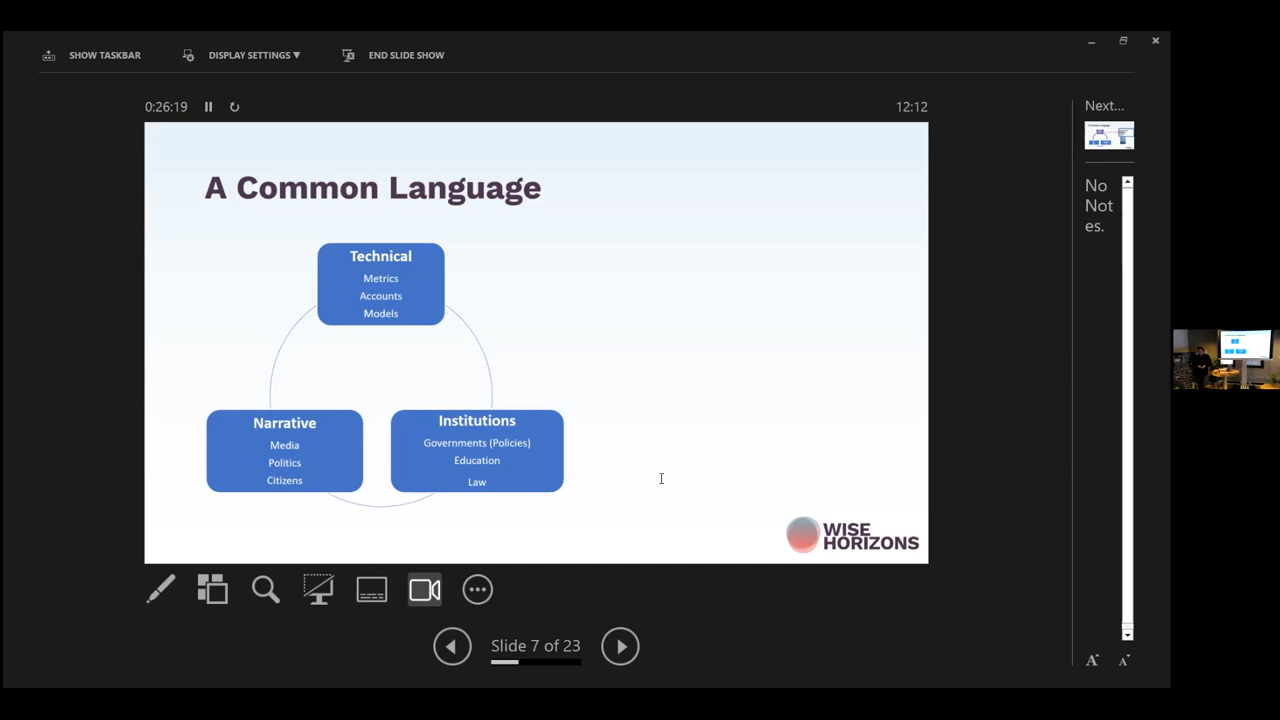 SHOW TASKBAR
DISPLAY SETTINGS ▼
END SLIDE SHOW
0:26:19
12:12
Next...
A Common Language
Technical
Metrics
Accounts
Models
Narrative
Media
Politics
Citizens
Institutions
Governments (Policies)
Education
Law
WISE
HORIZONS
No
Not
es.
Slide 7 of 23
A
A